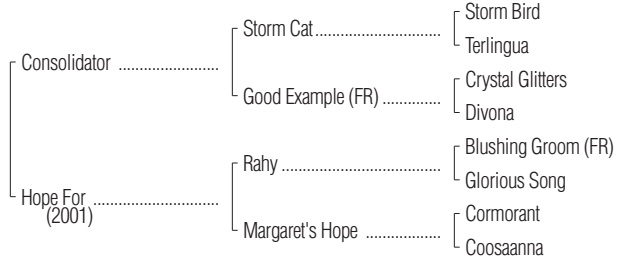 Storm Bird
Storm Cat
Terlingua
Consolidator
Crystal Glitters
Good Example (FR)
Divona
Blushing Groom (FR)
Rahy
Glorious Song
Hope For
(2001)
Cormorant
Margaret's Hope
Coosaanna